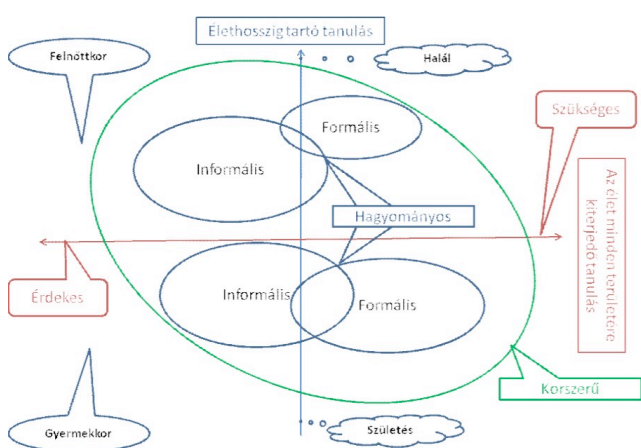 Élethosszig tartó tanulás
Felnőttkor
Halál
Szükséges
Formális
Informális
Hagyományos
Az élet minden területére
kiterjedő tanulás
Érdekes
Informális
Formális
Korszerű
Gyermekkor
Születés